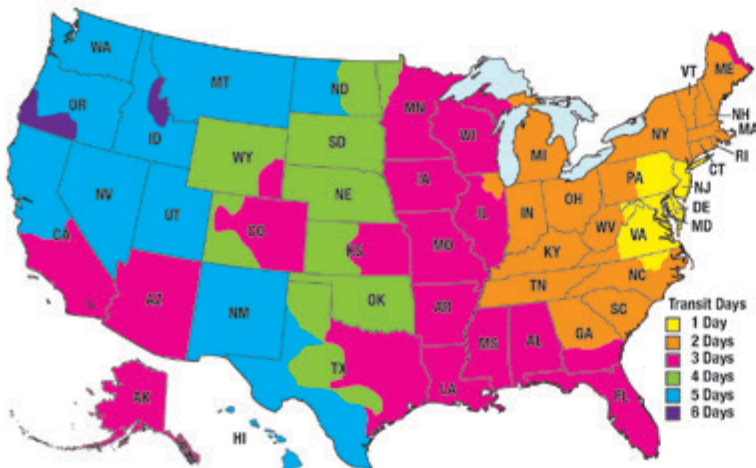 WA
MT
ND
MN
VT
ME
OR
ID
WY
SD
WI
MI
NY
NH
MA
RI
CT
NV
UT
CO
NE
IA
IL
IN
OH
PA
NJ
DE
MD
CA
KS
MO
KY
WV
VA
AZ
NM
OK
AR
TN
NC
SC
TX
LA
MS
AL
GA
FL
AK
HI
Transit Days
1 Day
2 Days
3 Days
4 Days
5 Days
6 Days